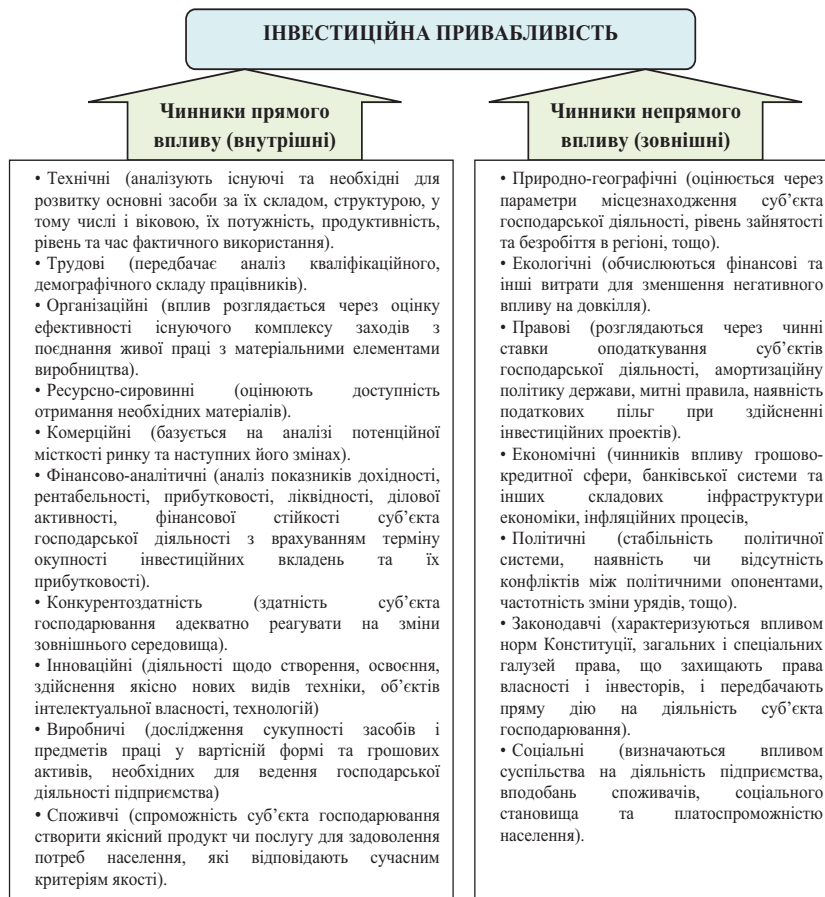 ІНВЕСТИЦІЙНА ПРИВАБЛИВІСТЬ
Чинники прямого
впливу (внутрішні)
• Технічні (аналізують існуючі та необхідні для
розвитку основні засоби за їх складом, структурою, у
тому числі і віковою, їх потужність, продуктивність,
рівень та час фактичного використання).
• Трудові (передбачає аналіз кваліфікаційного,
демографічного складу працівників).
• Організаційні (вплив розглядається через оцінку
ефективності існуючого комплексу заходів з
поєднання живої праці з матеріальними елементами
виробництва).
• Ресурсно-сировинні (оцінюють доступність
отримання необхідних матеріалів).
• Комерційні (базується на аналізі потенційної
місткості ринку та наступних його змінах).
• Фінансово-аналітичні (аналіз показників дохідності,
рентабельності, прибутковості, ліквідності, ділової
активності, фінансової стійкості суб’єкта
господарської діяльності з врахуванням терміну
окупності інвестиційних вкладень та їх
прибутковості).
• Конкурентоздатність (здатність суб’єкта
господарювання адекватно реагувати на зміни
зовнішнього середовища).
• Інноваційні (діяльності щодо створення, освоєння,
здійснення якісно нових видів техніки, об’єктів
інтелектуальної власності, технологій)
• Виробничі (дослідження сукупності засобів і
предметів праці у вартісній формі та грошових
активів, необхідних для ведення господарської
діяльності підприємства)
• Споживчі (спроможність суб’єкта господарювання
створити якісний продукт чи послугу для задоволення
потреб населення, які відповідають сучасним
критеріям якості).
Чинники непрямого
впливу (зовнішні)
• Природно-географічні (оцінюється через
параметри місцезнаходження суб’єкта
господарської діяльності, рівень зайнятості
та безробіття в регіоні, тощо).
• Екологічні (обчислюються фінансові та
інші витрати для зменшення негативного
впливу на довкілля).
• Правові (розглядаються через чинні
ставки оподаткування суб’єктів
господарської діяльності, амортизаційну
політику держави, митні правила, наявність
податкових пільг при здійсненні
інвестиційних проектів).
• Економічні (чинників впливу грошово-
кредитної сфери, банківської системи та
інших складових інфраструктури
економіки, інфляційних процесів,
• Політичні (стабільність політичної
системи, наявність чи відсутність
конфліктів між політичними опонентами,
частотність зміни урядів, тощо).
• Законодавчі (характеризуються впливом
норм Конституції, загальних і спеціальних
галузей права, що захищають права
власності і інвесторів, і передбачають
пряму дію на діяльність суб’єкта
господарювання).
• Соціальні (визначаються впливом
суспільства на діяльність підприємства,
вподобань споживачів, соціального
становища та платоспроможністю
населення).